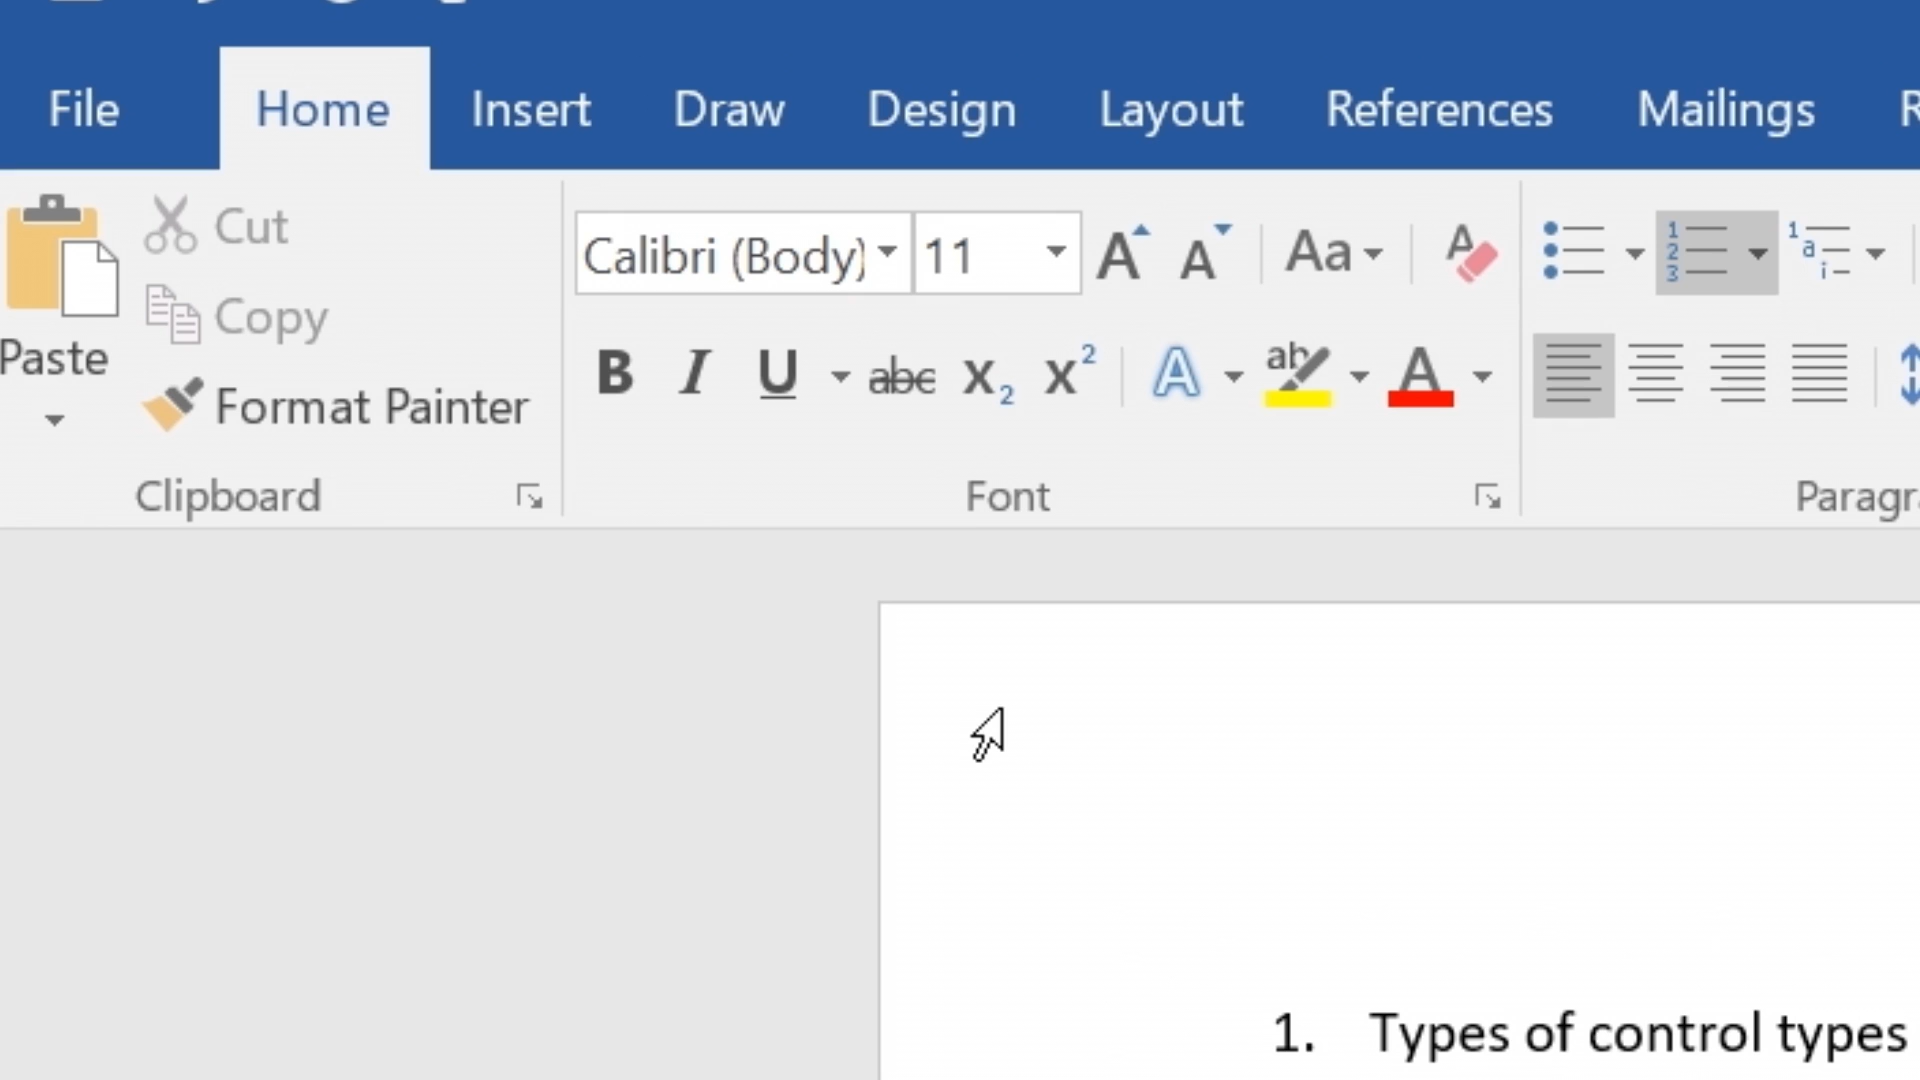 File Home Insert Draw Design Layout References Mailings
Cut
Calibri (Body) 11 Aa
Copy
Paste
Format Painter
B I U abc X2 X2 A ab A
Clipboard Font
1. Types of control types